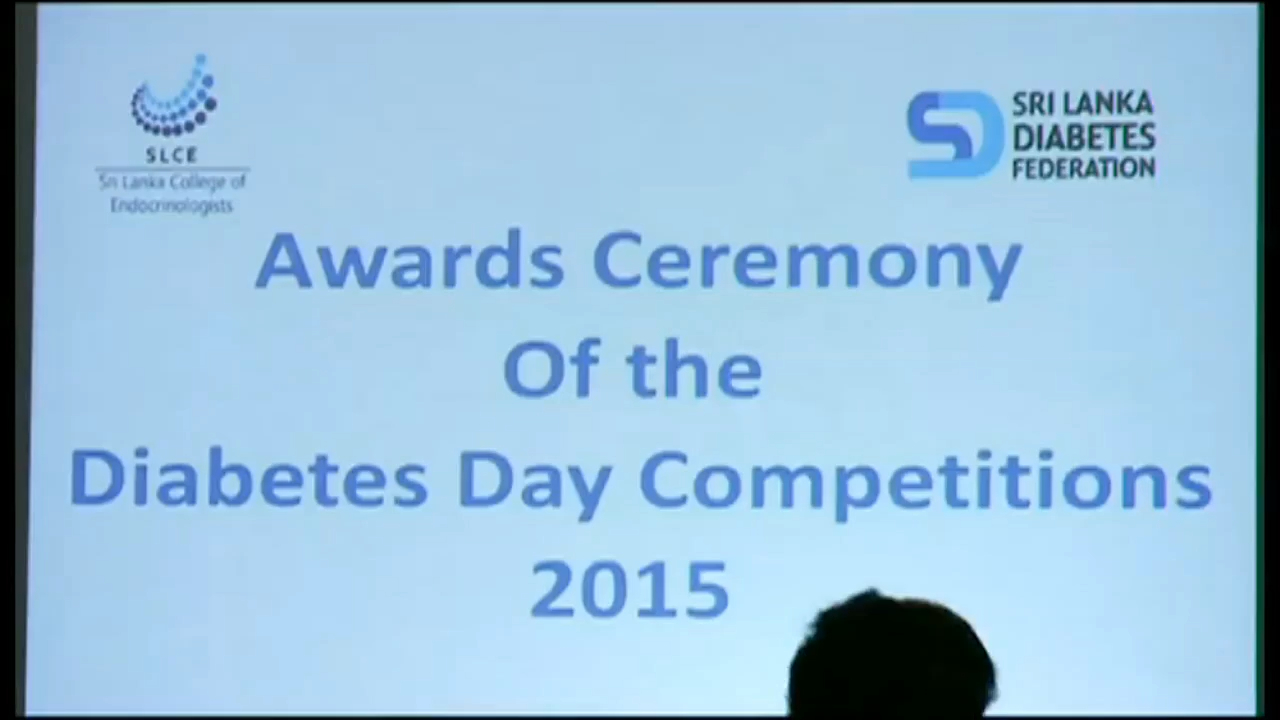 SLCE
Sri Lanka College of
Endocrinologists
SRI LANKA
DIABETES
FEDERATION
Awards Ceremony
Of the
Diabetes Day Competitions
2015